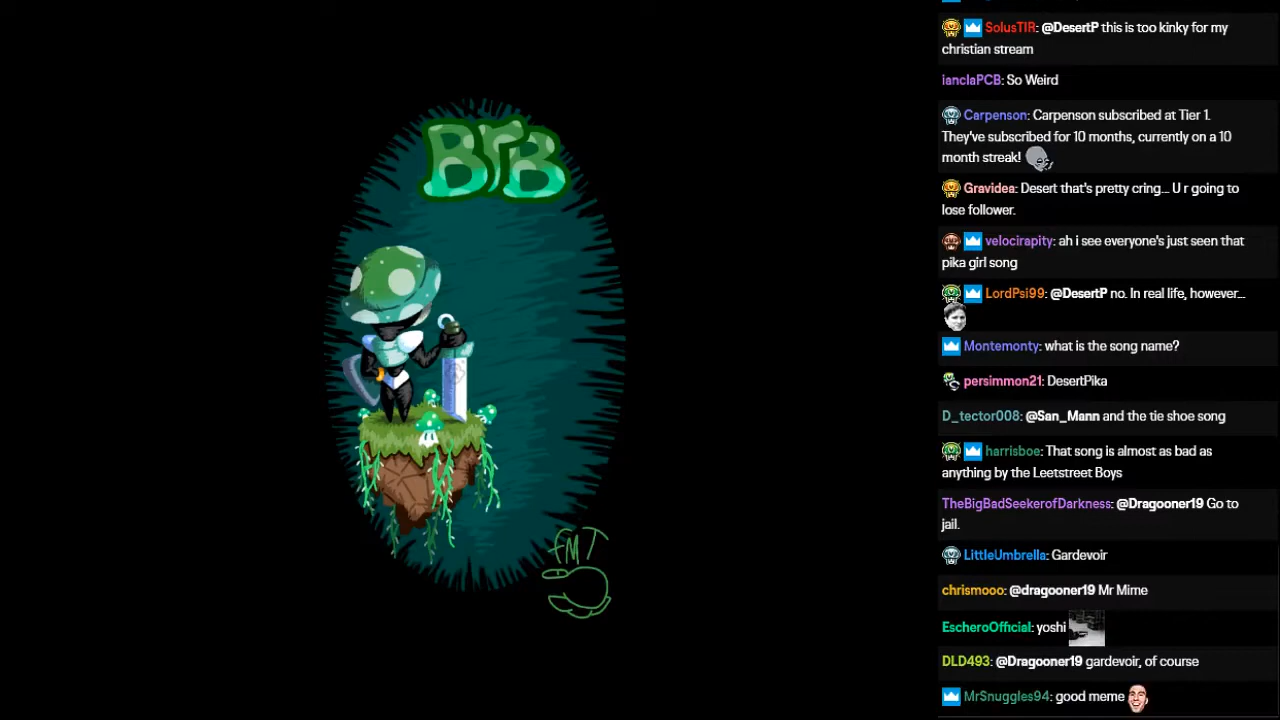 BrB
FMT
SolusTIR: @DesertP this is too kinky for my
christian stream
ianclaPCB: So Weird
Carpenson: Carpenson subscribed at Tier 1.
They've subscribed for 10 months, currently on a 10
month streak!
Gravidea: Desert that's pretty cring... U r going to
lose follower.
velocirapity: ah i see everyone's just seen that
pika girl song
LordPsi99: @DesertP no. In real life, however...
Montemonty: what is the song name?
persimmon21: DesertPika
D_tector008: @San_Mann and the tie shoe song
harrisboe: That song is almost as bad as
anything by the Leetstreet Boys
TheBigBadSeekerofDarkness: @Dragooner19 Go to
jail.
LittleUmbrella: Gardevoir
chrismooo: @dragooner19 Mr Mime
EscheroOfficial: yoshi
DLD493: @Dragooner19 gardevoir, of course
MrSnuggles94: good meme